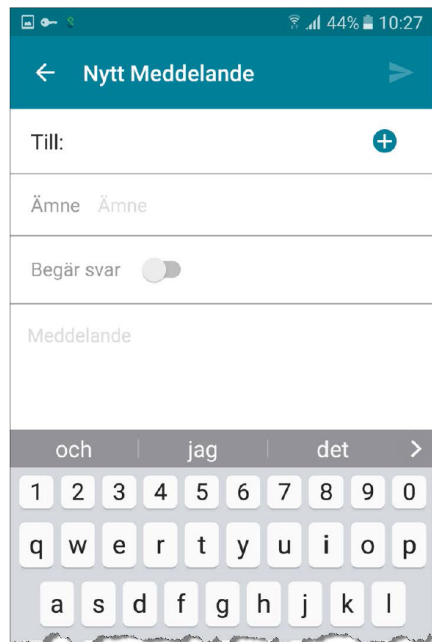 44% 10:27
Nytt Meddelande
Till:
Ämne Ämne
Begär svar
Meddelande
och jag det
1 2 3 4 5 6 7 8 9 0
q w e r t y u i o p
a s d f g h j k l